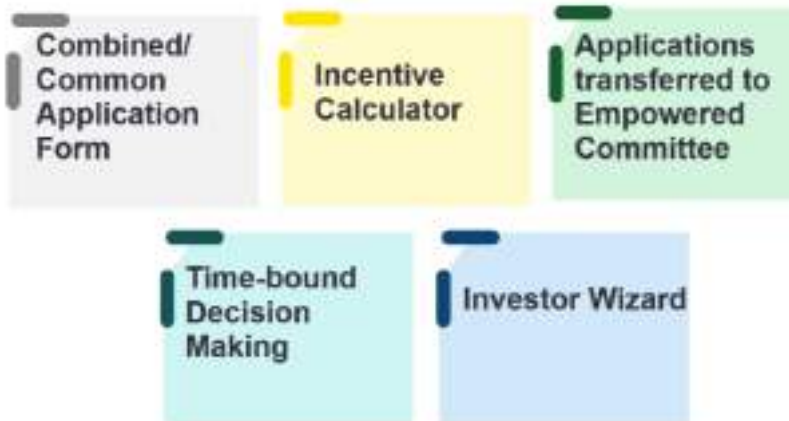 Combined/
Common
Application
Form
Incentive
Calculator
Applications
transferred to
Empowered
Committee
Time-bound
Decision
Making
Investor Wizard